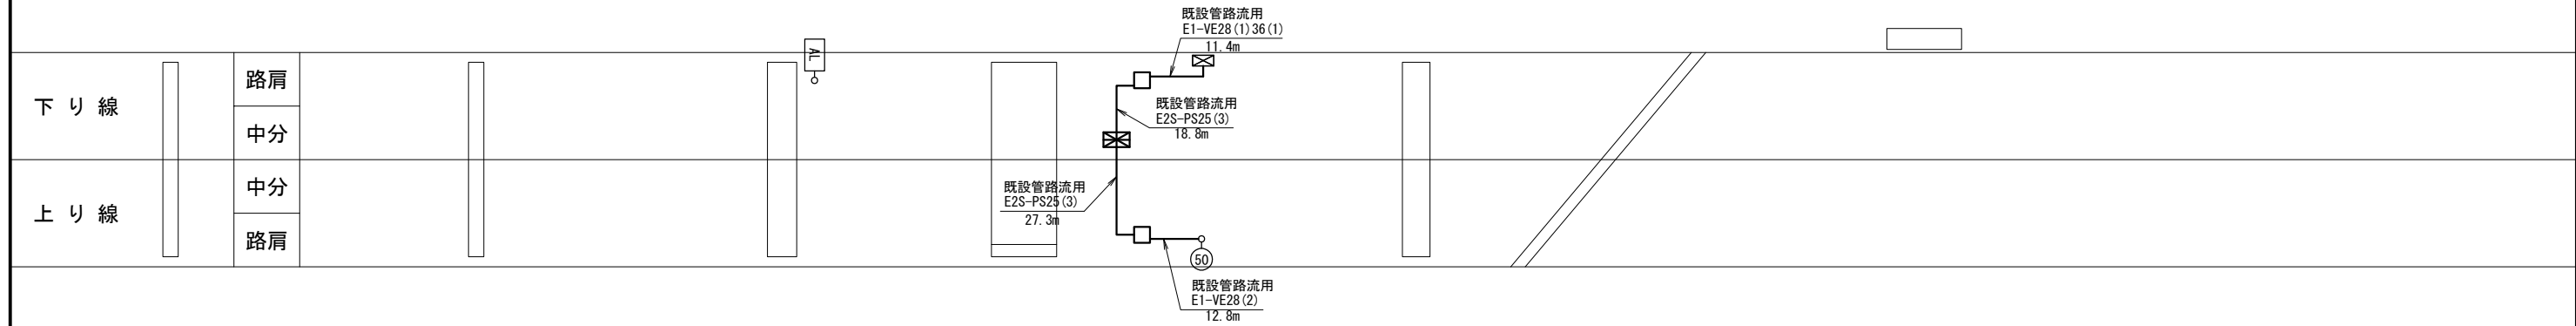 既設管路流用
E1-VE28(1)36(1)
11.4m
AL
路肩
下り線
中分
既設管路流用
E2S-PS25(3)
18.8m
中分
上り線
路肩
既設管路流用
E2S-PS25(3)
27.3m
50
既設管路流用
E1-VE28(2)
12.8m